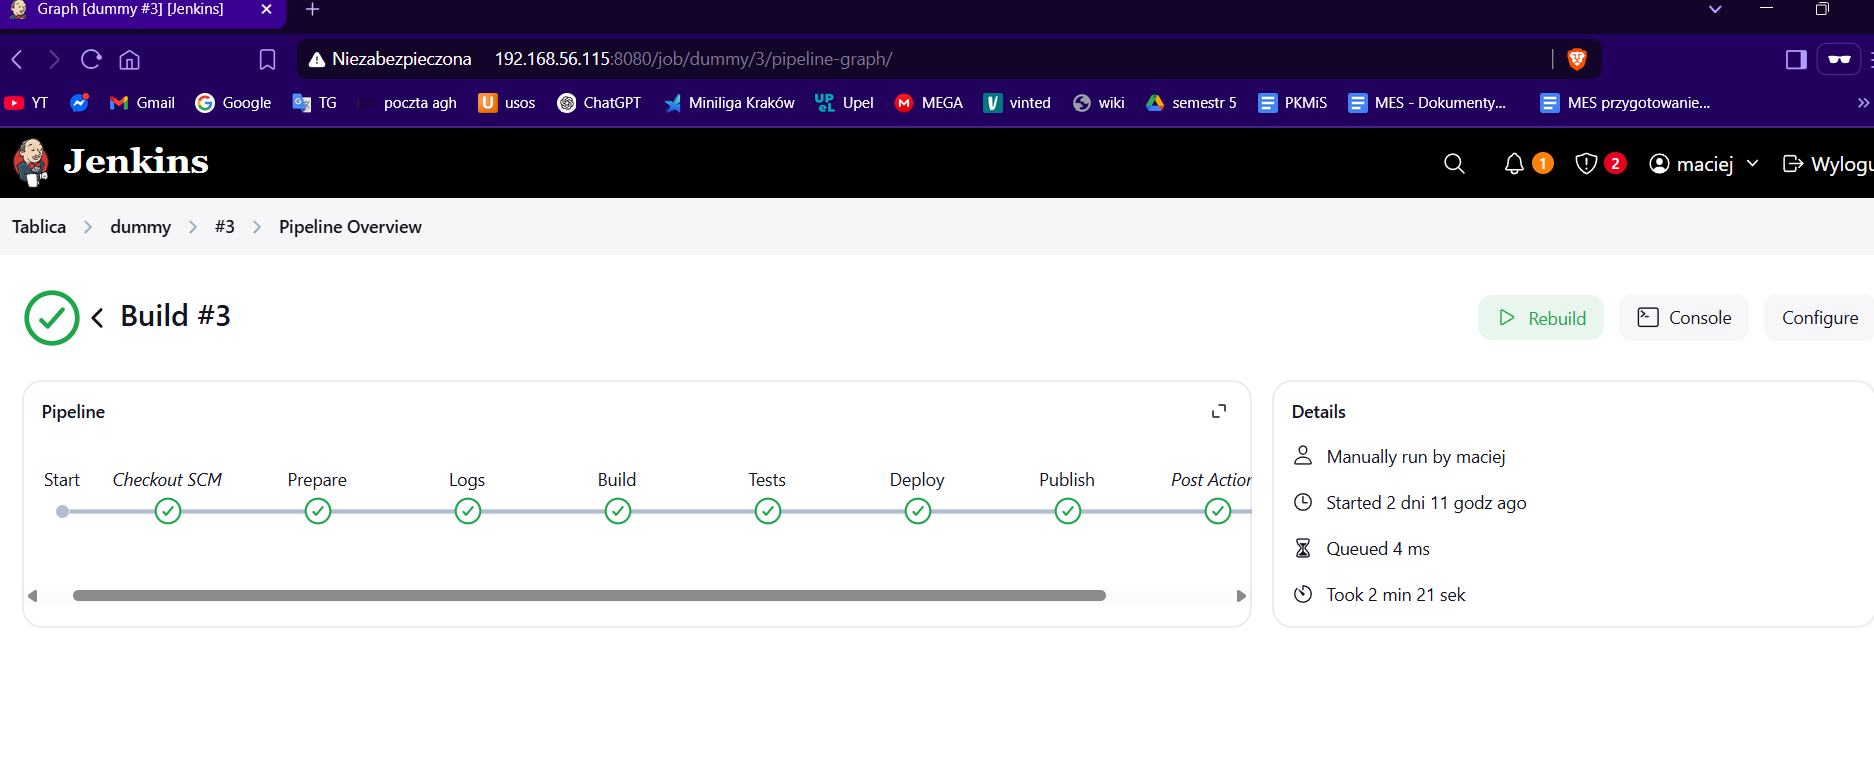 Graph [dummy #3] [Jenkins]
Niezabezpieczona 192.168.56.115:8080/job/dummy/3/pipeline-graph/
YT Gmail Google TG poczta agh usos ChatGPT Miniliga Kraków Upel MEGA vinted wiki semestr 5 PKMiS MES - Dokumenty... MES przygotowanie...
Jenkins 1 2 maciej Wylogu
Tablica dummy #3 Pipeline Overview
Build #3
Rebuild Console Configure
Pipeline
Start Checkout SCM Prepare Logs Build Tests Deploy Publish Post Action
Details
Manually run by maciej
Started 2 dni 11 godz ago
Queued 4 ms
Took 2 min 21 sek